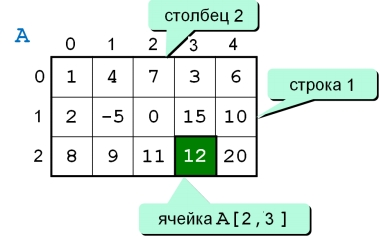 столбец 2
A
0 1 2 3 4
0 1 4 7 3 6
строка 1
1 2 -5 0 15 10
2 8 9 11 12 20
ячейка A[2,3]